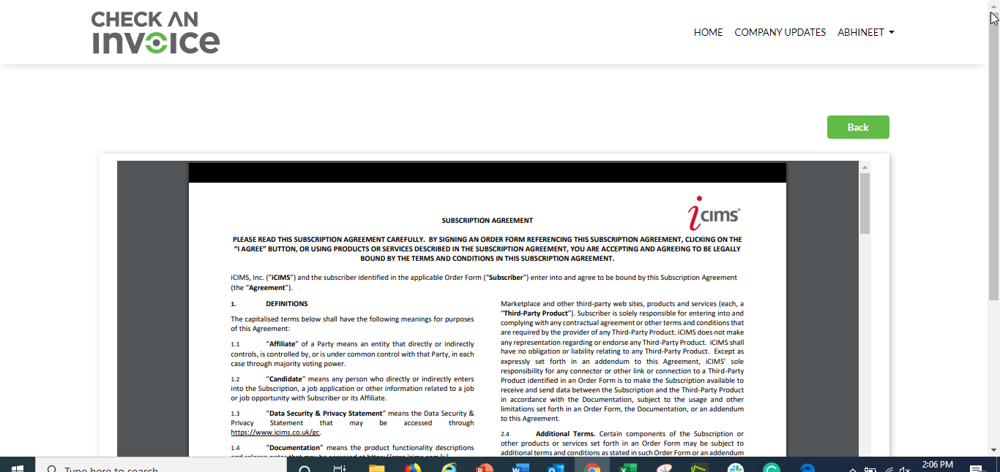 CHECK AN
invoice
HOME COMPANY UPDATES ABHINEET
Back
icims®
SUBSCRIPTION AGREEMENT
PLEASE READ THIS SUBSCRIPTION AGREEMENT CAREFULLY. BY SIGNING AN ORDER FORM REFERENCING THIS SUBSCRIPTION AGREEMENT, CLICKING ON THE
“I AGREE” BUTTON, OR USING PRODUCTS OR SERVICES DESCRIBED IN THE SUBSCRIPTION AGREEMENT, YOU ARE ACCEPTING AND AGREEING TO BE LEGALLY
BOUND BY THE TERMS AND CONDITIONS IN THIS SUBSCRIPTION AGREEMENT.
iCIMS, Inc. (“iCIMS”) and the subscriber identified in the applicable Order Form (“Subscriber”) enter into and agree to be bound by this Subscription Agreement
(the “Agreement”).
1. DEFINITIONS
The capitalised terms below shall have the following meanings for purposes
of this Agreement:
1.1 “Affiliate” of a Party means an entity that directly or indirectly
controls, is controlled by, or is under common control with that Party, in each
case through majority voting power.
1.2 “Candidate” means any person who directly or indirectly enters
into the Subscription, a job application or other information related to a job
or job opportunity with Subscriber or its Affiliate.
1.3 “Data Security & Privacy Statement” means the Data Security &
Privacy Statement that may be accessed through
https://www.icims.co.uk/gc.
1.4 “Documentation” means the product functionality descriptions
and release notes that may be accessed at https://care.icims.com/s/
Marketplace and other third-party web sites, products and services (each, a
“Third-Party Product”). Subscriber is solely responsible for entering into and
complying with any contractual agreement or other terms and conditions that
are required by the provider of any Third-Party Product. iCIMS does not make
any representation regarding or endorse any Third-Party Product. iCIMS shall
have no obligation or liability relating to any Third-Party Product. Except as
expressly set forth in an addendum to this Agreement, iCIMS’ sole
responsibility for any connector or other link or connection to a Third-Party
Product identified in an Order Form is to make the Subscription available to
receive and send data between the Subscription and the Third-Party Product
in accordance with the Documentation, subject to the usage and other
limitations set forth in an Order Form, the Documentation, or an addendum
to this Agreement.
2.4 Additional Terms. Certain components of the Subscription or
other products or services set forth in an Order Form may be subject to
additional terms and conditions as stated in such Order Form or an addendum
Type here to search
2:06 PM